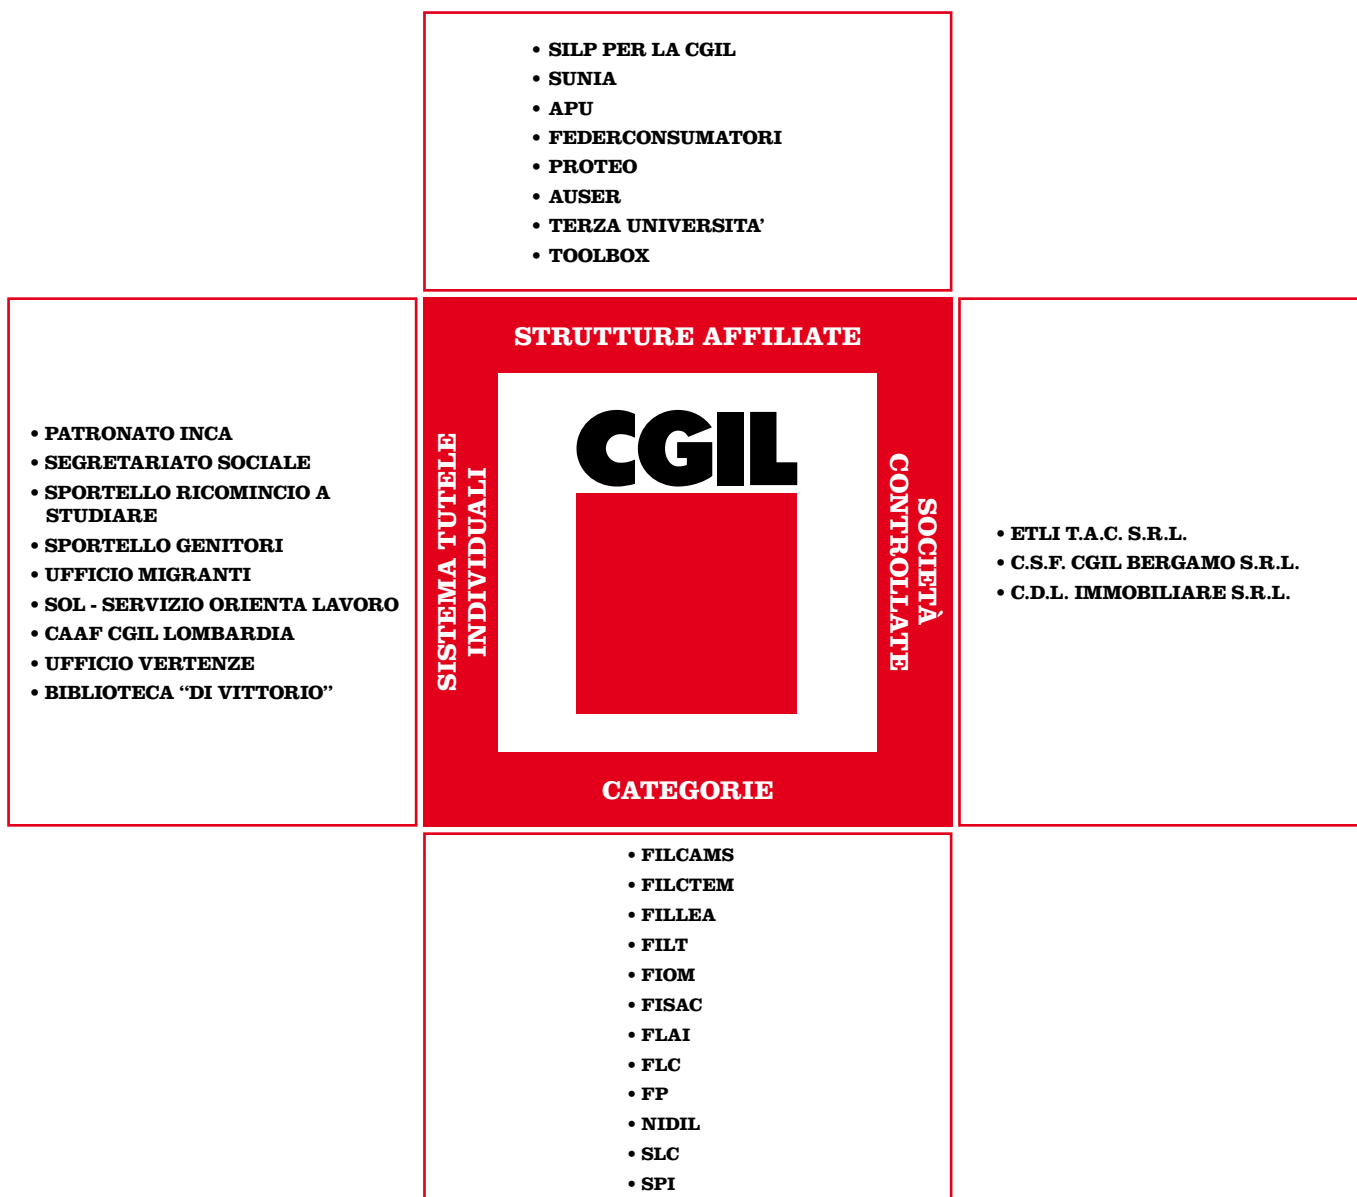 • SILP PER LA CGIL
• SUNIA
• APU
• FEDERCONSUMATORI
• PROTEO
• AUSER
• TERZA UNIVERSITA’
• TOOLBOX
STRUTTURE AFFILIATE
• PATRONATO INCA
• SEGRETARIATO SOCIALE
• SPORTELLO RICOMINCIO A
STUDIARE
• SPORTELLO GENITORI
• UFFICIO MIGRANTI
• SOL - SERVIZIO ORIENTA LAVORO
• CAAF CGIL LOMBARDIA
• UFFICIO VERTENZE
• BIBLIOTECA “DI VITTORIO”
SISTEMA TUTELE
INDIVIDUALI
CGIL
SOCIETÀ
CONTROLLATE
• ETLI T.A.C. S.R.L.
• C.S.F. CGIL BERGAMO S.R.L.
• C.D.L. IMMOBILIARE S.R.L.
CATEGORIE
• FILCAMS
• FILCTEM
• FILLEA
• FILT
• FIOM
• FISAC
• FLAI
• FLC
• FP
• NIDIL
• SLC
• SPI